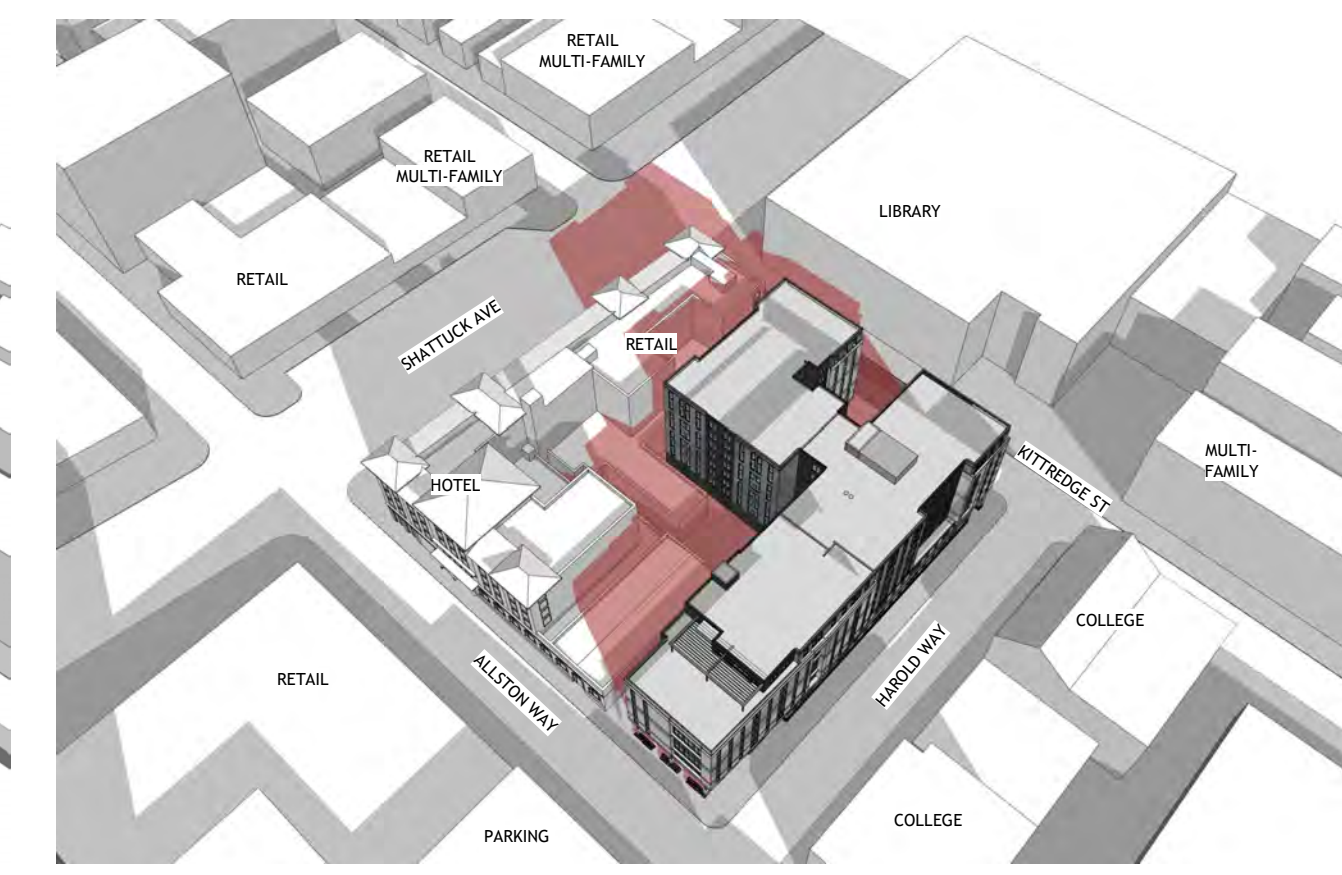 RETAIL
MULTI-FAMILY
RETAIL
MULTI-FAMILY
LIBRARY
RETAIL
SHATTUCK AVE
RETAIL
MULTI-
FAMILY
HOTEL
KITTREDGE ST
COLLEGE
RETAIL
ALLSTON WAY
HAROLD WAY
COLLEGE
PARKING